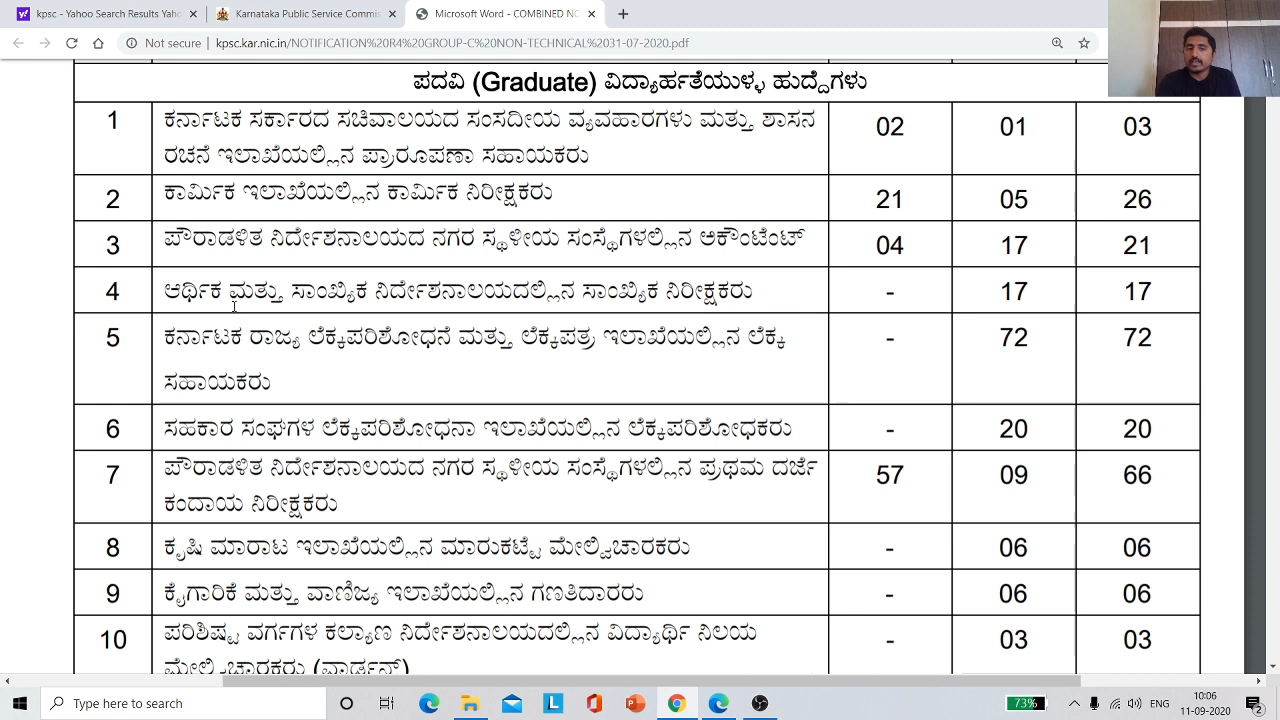 kpsc - Yahoo Search Results Yaho
Karnataka Public Service Commis
Microsoft Word - COMBINED NO
Not secure | kpsc.kar.nic.in/NOTIFICATION%20R4%20GROUP-C%20NON-TECHNICAL%2031-07-2020.pdf
ಪದವಿ (Graduate) ವಿದ್ಯಾರ್ಹತೆಯುಳ್ಳ ಹುದ್ದೆಗಳು
1 ಕರ್ನಾಟಕ ಸರ್ಕಾರದ ಸಚಿವಾಲಯದ ಸಂಸದೀಯ ವ್ಯವಹಾರಗಳು ಮತ್ತು ಶಾಸನ 02 01 03
ರಚನೆ ಇಲಾಖೆಯಲ್ಲಿನ ಪ್ರಾರೂಪಣಾ ಸಹಾಯಕರು
2 ಕಾರ್ಮಿಕ ಇಲಾಖೆಯಲ್ಲಿನ ಕಾರ್ಮಿಕ ನಿರೀಕ್ಷಕರು 21 05 26
3 ಪೌರಾಡಳಿತ ನಿರ್ದೇಶನಾಲಯದ ನಗರ ಸ್ಥಳೀಯ ಸಂಸ್ಥೆಗಳಲ್ಲಿನ ಅಕೌಂಟೆಂಟ್ 04 17 21
4 ಆರ್ಥಿಕ ಮತ್ತು ಸಾಂಖ್ಯಿಕ ನಿರ್ದೇಶನಾಲಯದಲ್ಲಿನ ಸಾಂಖ್ಯಿಕ ನಿರೀಕ್ಷಕರು - 17 17
5 ಕರ್ನಾಟಕ ರಾಜ್ಯ ಲೆಕ್ಕಪರಿಶೋಧನೆ ಮತ್ತು ಲೆಕ್ಕಪತ್ರ ಇಲಾಖೆಯಲ್ಲಿನ ಲೆಕ್ಕ - 72 72
ಸಹಾಯಕರು
6 ಸಹಕಾರ ಸಂಘಗಳ ಲೆಕ್ಕಪರಿಶೋಧನಾ ಇಲಾಖೆಯಲ್ಲಿನ ಲೆಕ್ಕಪರಿಶೋಧಕರು - 20 20
7 ಪೌರಾಡಳಿತ ನಿರ್ದೇಶನಾಲಯದ ನಗರ ಸ್ಥಳೀಯ ಸಂಸ್ಥೆಗಳಲ್ಲಿನ ಪ್ರಥಮ ದರ್ಜೆ 57 09 66
ಕಂದಾಯ ನಿರೀಕ್ಷಕರು
8 ಕೃಷಿ ಮಾರಾಟ ಇಲಾಖೆಯಲ್ಲಿನ ಮಾರುಕಟ್ಟೆ ಮೇಲ್ವಿಚಾರಕರು - 06 06
9 ಕೈಗಾರಿಕೆ ಮತ್ತು ವಾಣಿಜ್ಯ ಇಲಾಖೆಯಲ್ಲಿನ ಗಣತಿದಾರರು - 06 06
10 ಪರಿಶಿಷ್ಟ ವರ್ಗಗಳ ಕಲ್ಯಾಣ ನಿರ್ದೇಶನಾಲಯದಲ್ಲಿನ ವಿದ್ಯಾರ್ಥಿ ನಿಲಯ - 03 03
ಮೇಲ್ವಿಚಾರಕರು (ವಾರ್ಡನ್)
Type here to search
73%
10:06
11-09-2020
2